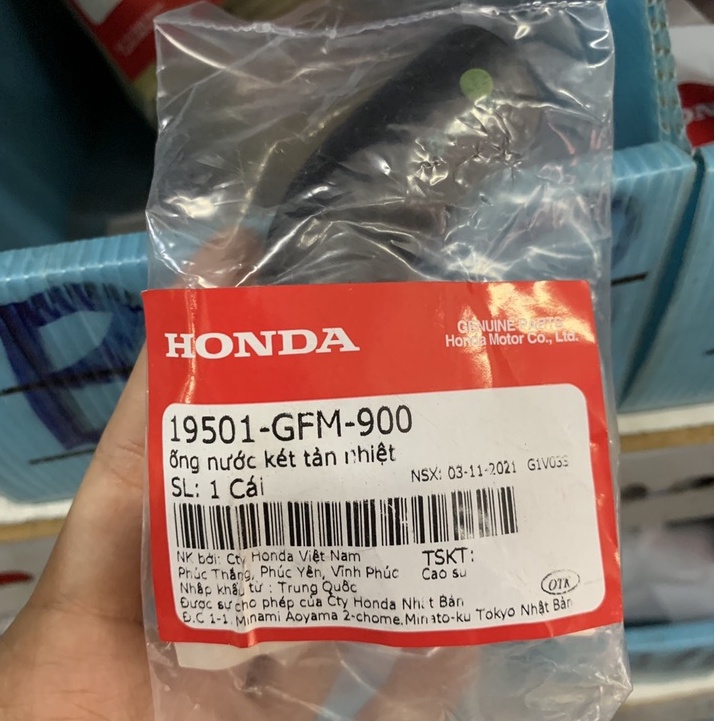 HONDA
GENUINE PARTS
Honda Motor Co., Ltd.
19501-GFM-900
ống nước két tản nhiệt
NSX: 03-11-2021 G1V03S
SL: 1 Cái
NK bởi: Cty Honda Việt Nam
TSKT:
Phúc Thắng, Phúc Yên, Vĩnh Phúc
Cao su
Nhập khẩu từ : Trung Quốc
OTK
Được sự cho phép của Cty Honda Nhật Bản
Đ.C 1-1, Minami Aoyama 2-chome, Minato-ku Tokyo Nhật Bản